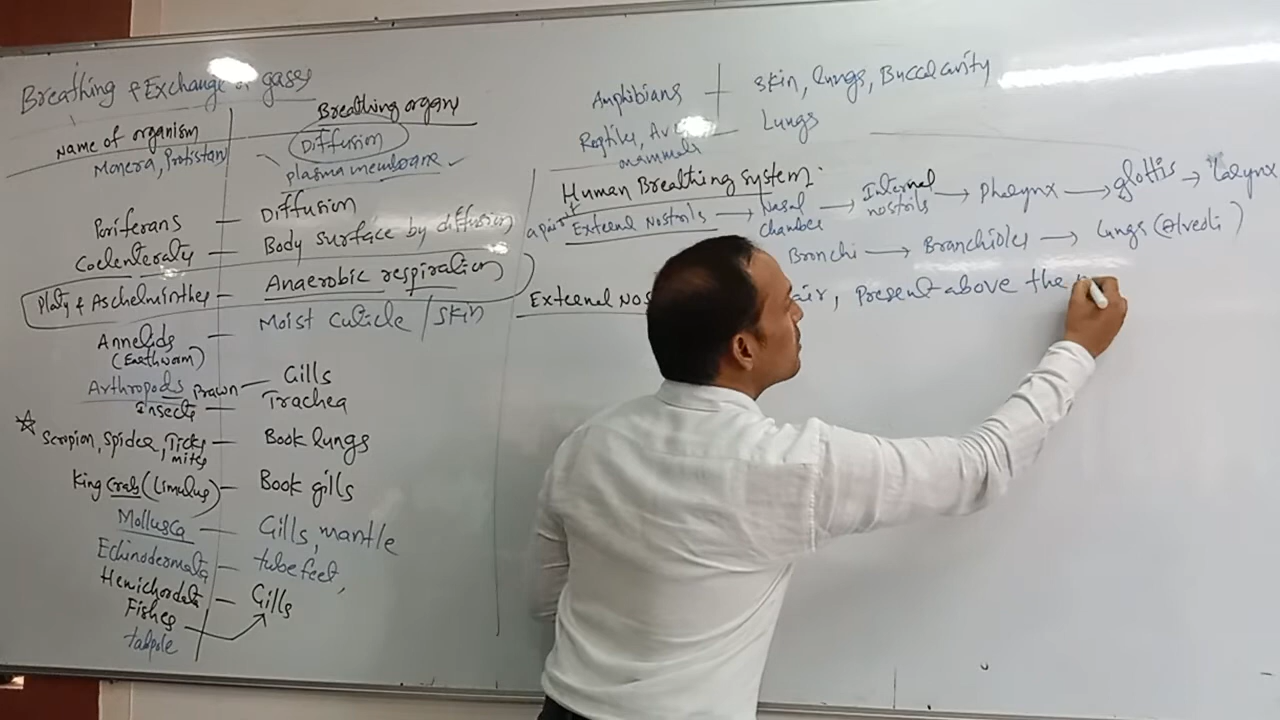 Breathing & Exchange of gases
Name of organism
Breathing organs
Monera, Protistan
Diffusion
plasma membrane
Poriferans – Diffusion
Coelenterata – Body surface by diffusion
Platy & Aschelminthes – Anaerobic respiration
Annelids – Moist Cuticle / Skin
(Earthworm)
Arthropods Prawn – Gills
Insects – Trachea
Scorpion, Spider, Ticks – Book lungs
mites
King Crab (Limulus) – Book gills
Mollusca – Gills, mantle
Echinodermata – tube feet,
Hemichordata – Gills
Fishes
tadpole
Amphibians – skin, lungs, Buccal cavity
Reptiles, Av
mammals
Lungs
Human Breathing System.
a pair of
External Nostrils → Nasal chamber → Internal nostrils → Pharynx → glottis → Larynx
Bronchi → Bronchioles → Lungs (Alveoli)
External Nos
air, Present above the